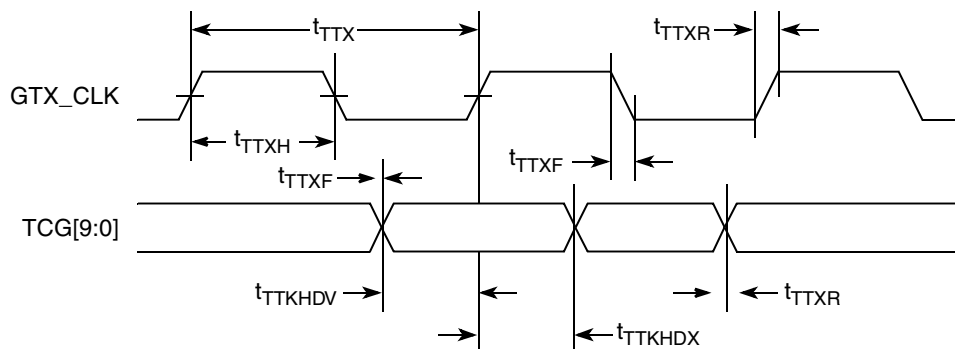 tTTX
tTTXR
GTX_CLK
tTTXH
tTTXF
tTTXF
TCG[9:0]
tTTKHDV
tTTXR
tTTKHDX